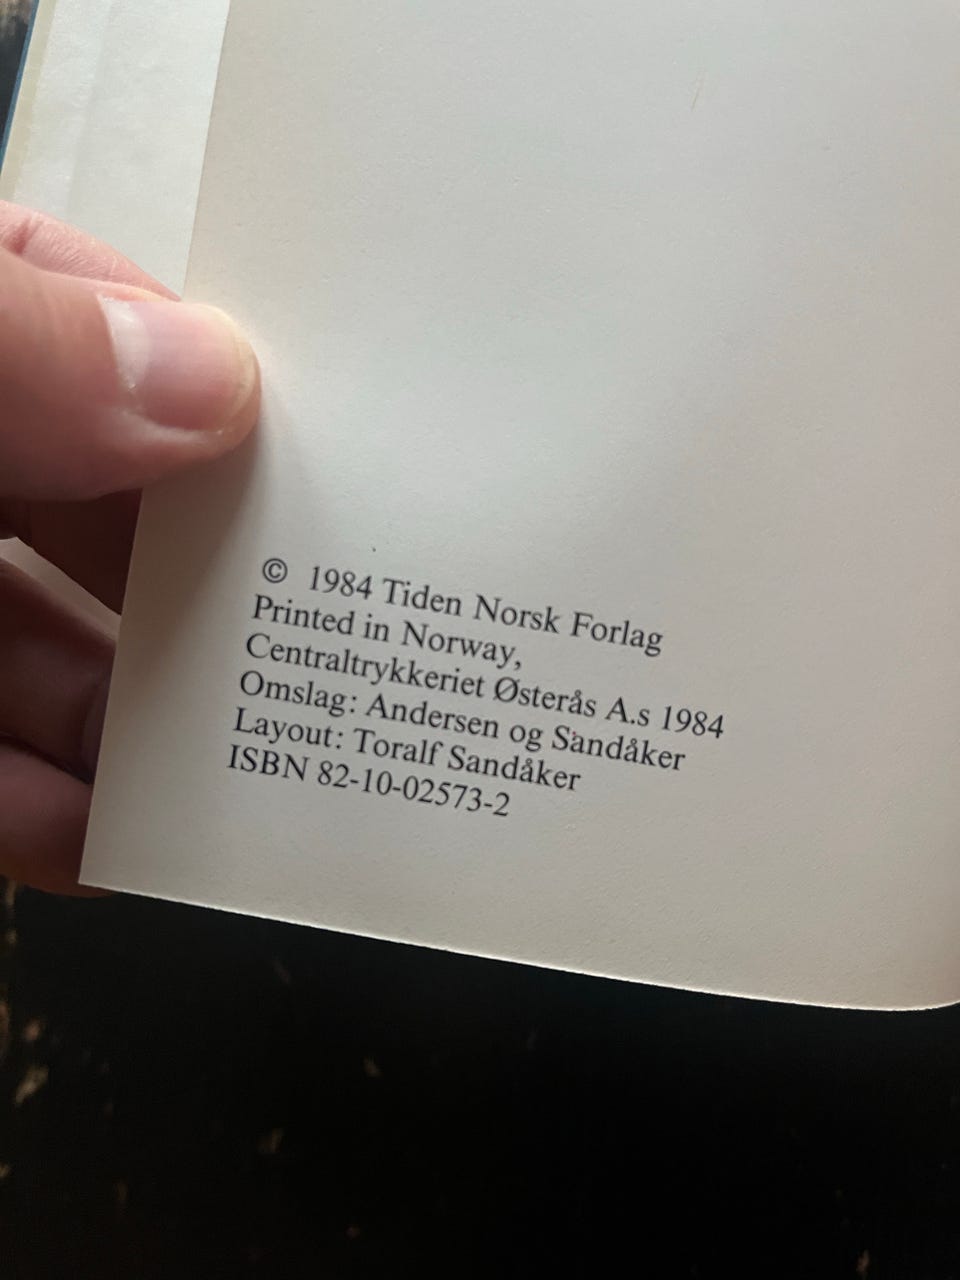 © 1984 Tiden Norsk Forlag
Printed in Norway,
Centraltrykkeriet Østerås A.s 1984
Omslag: Andersen og Sandåker
Layout: Toralf Sandåker
ISBN 82-10-02573-2